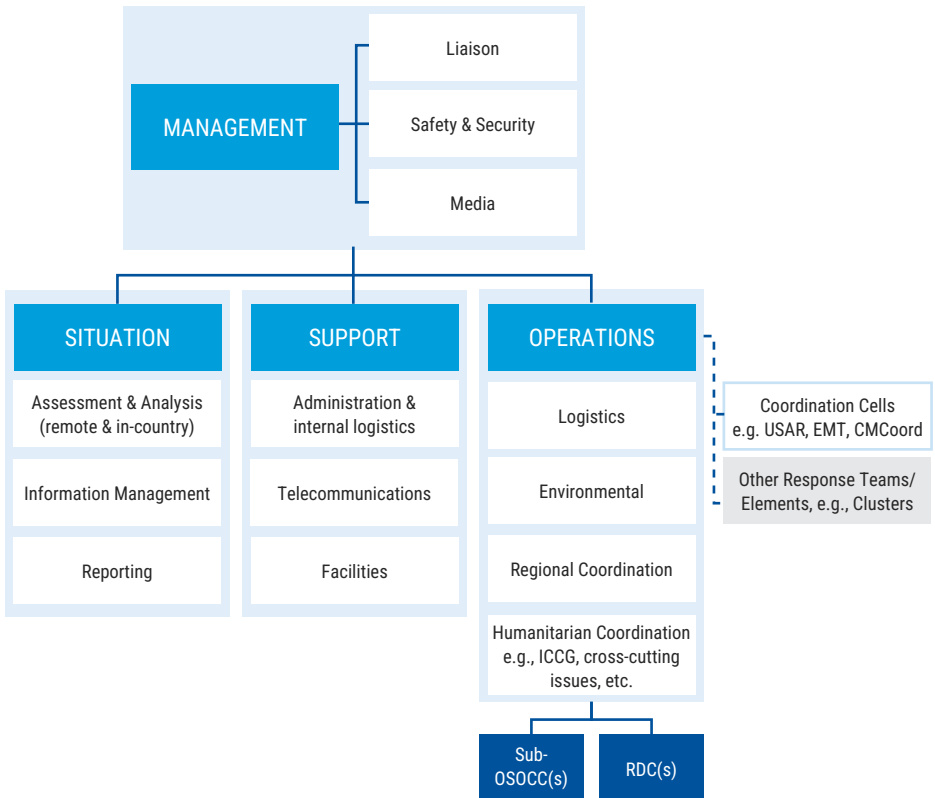 MANAGEMENT
Liaison
Safety & Security
Media
SITUATION
Assessment & Analysis
(remote & in-country)
Information Management
Reporting
SUPPORT
Administration &
internal logistics
Telecommunications
Facilities
OPERATIONS
Logistics
Environmental
Regional Coordination
Humanitarian Coordination
e.g., ICCG, cross-cutting
issues, etc.
Coordination Cells
e.g. USAR, EMT, CMCoord
Other Response Teams/
Elements, e.g., Clusters
Sub-
OSOCC(s)
RDC(s)